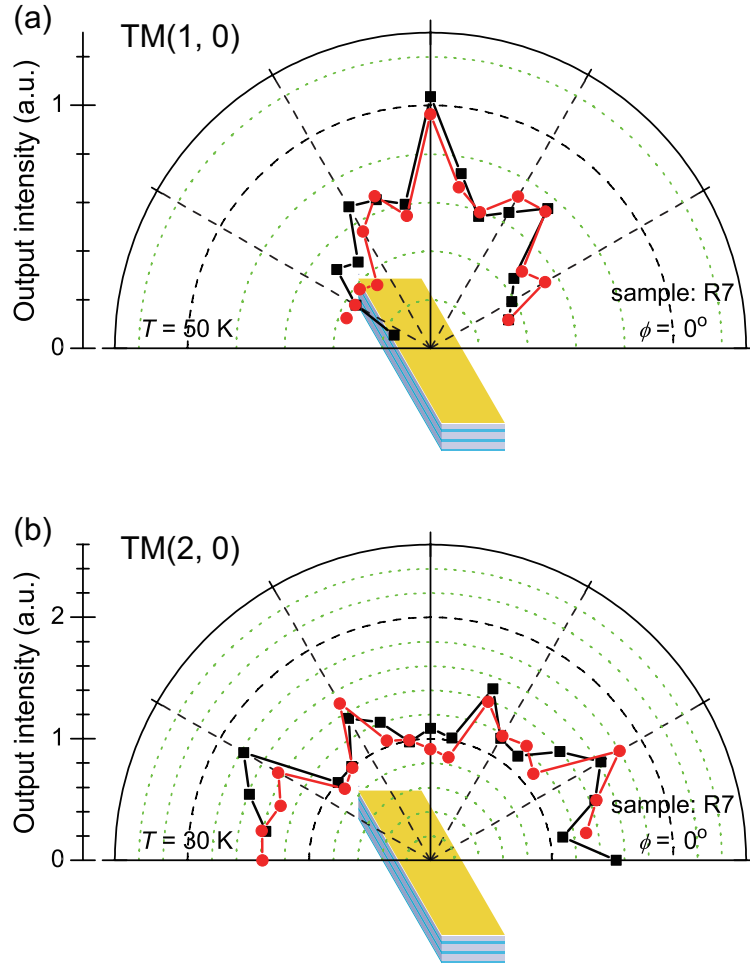 (a)
TM(1, 0)
Output intensity (a.u.)
1
0
T = 50 K
sample: R7
ϕ = 0°
(b)
TM(2, 0)
Output intensity (a.u.)
2
1
0
T = 30 K
sample: R7
ϕ = 0°